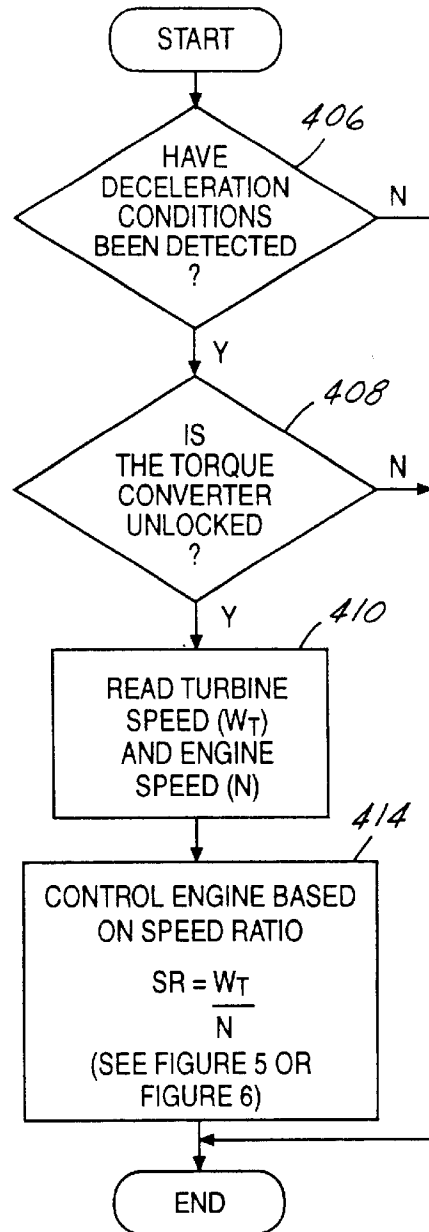 START
406
HAVE
DECELERATION
CONDITIONS
BEEN DETECTED
?
N
Y
408
IS
THE TORQUE
CONVERTER
UNLOCKED
?
N
Y
410
READ TURBINE
SPEED (WT)
AND ENGINE
SPEED (N)
414
CONTROL ENGINE BASED
ON SPEED RATIO
SR = WT
N
(SEE FIGURE 5 OR
FIGURE 6)
END